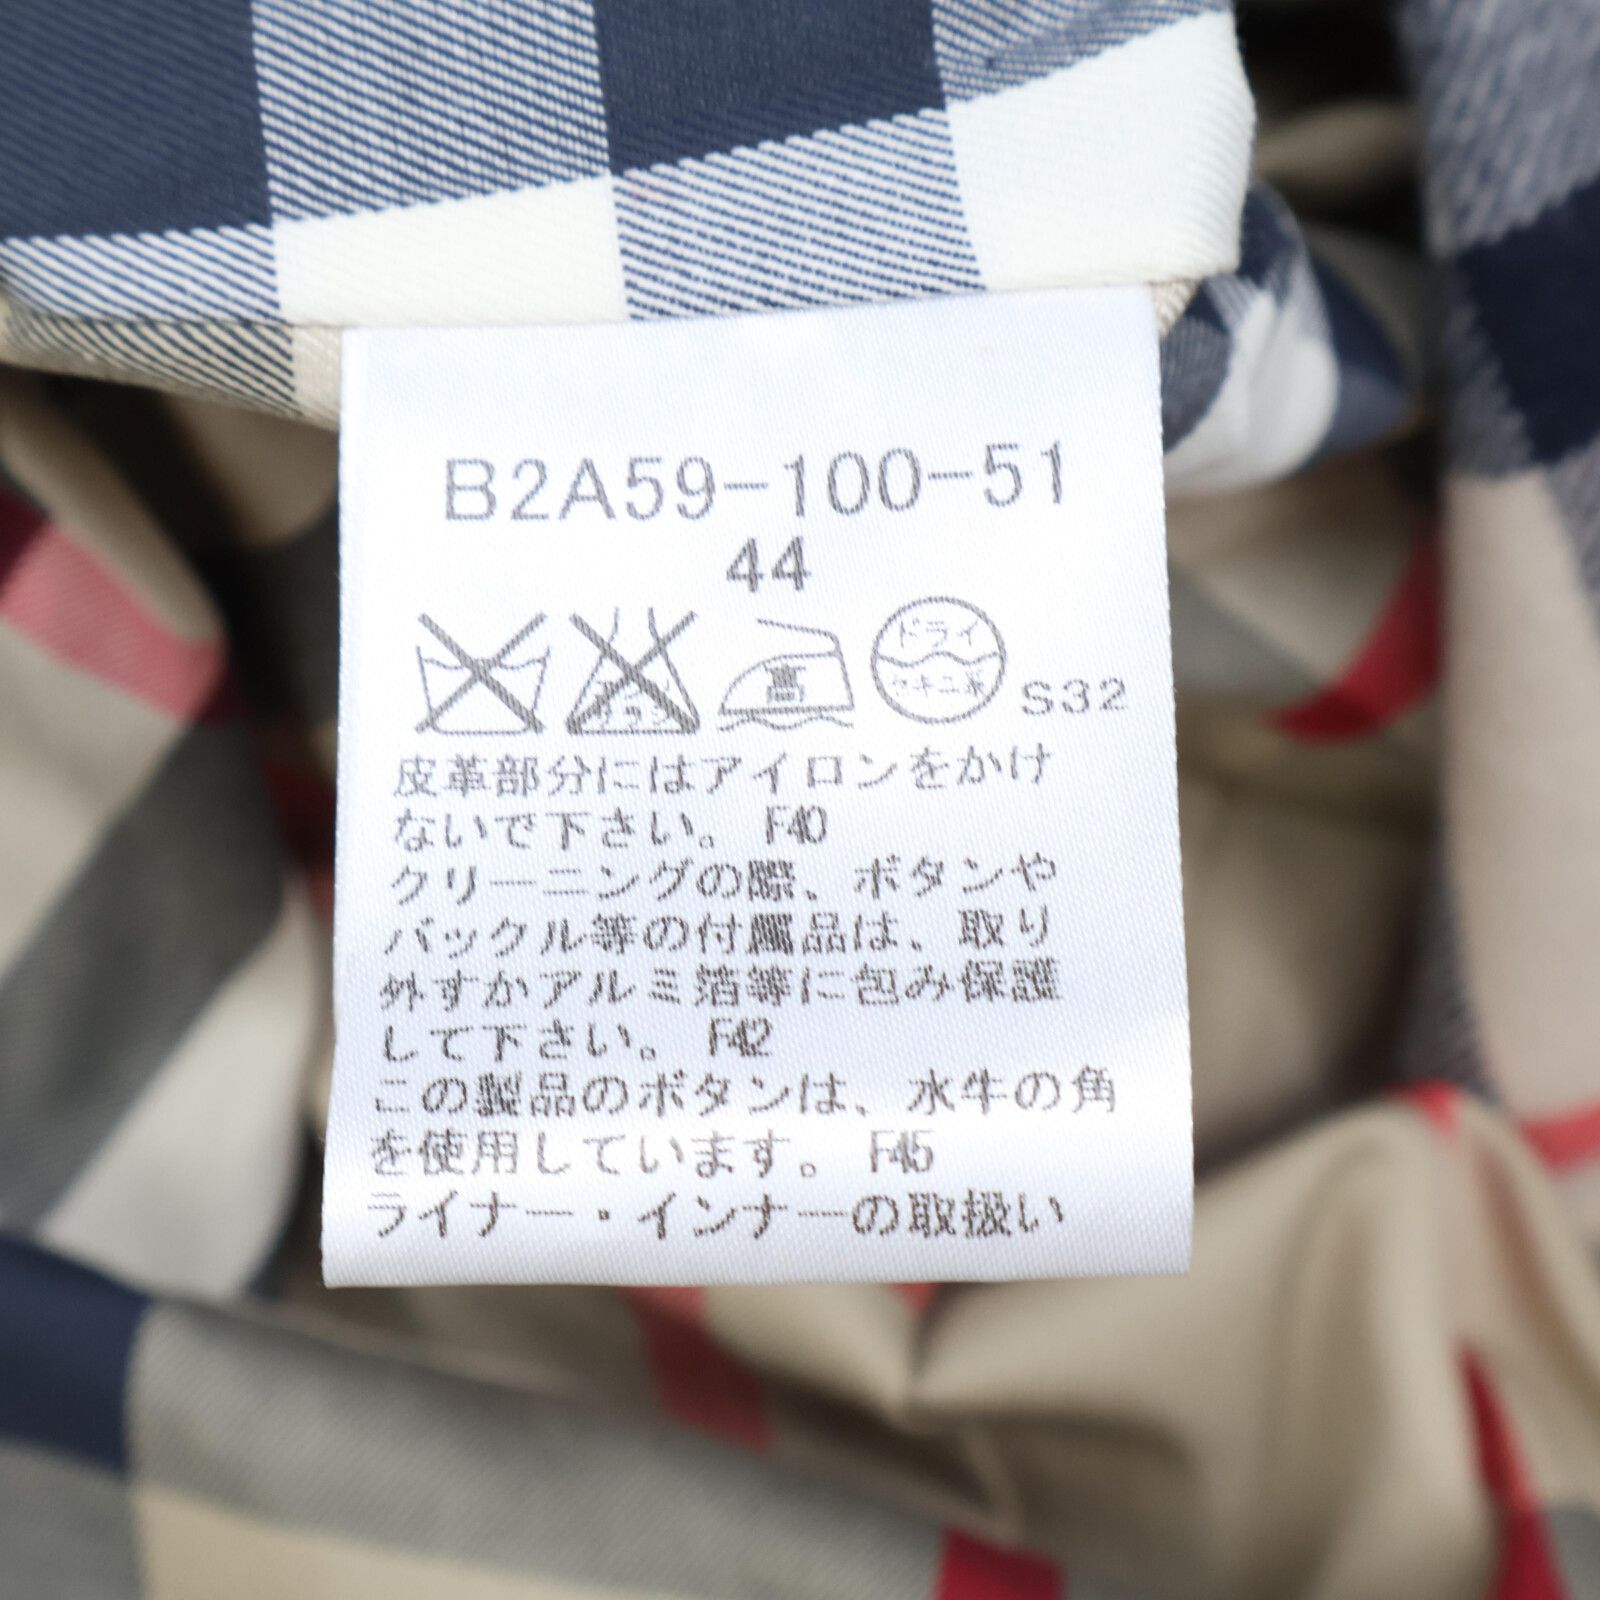 B2A59-100-51
44
高 ドライ セキユ系 S32
皮革部分にはアイロンをかけ
ないで下さい。 F40
クリーニングの際、ボタンや
バックル等の付属品は、取り
外すかアルミ箔等に包み保護
して下さい。 F42
この製品のボタンは、水牛の角
を使用しています。 F45
ライナー・インナーの取扱い